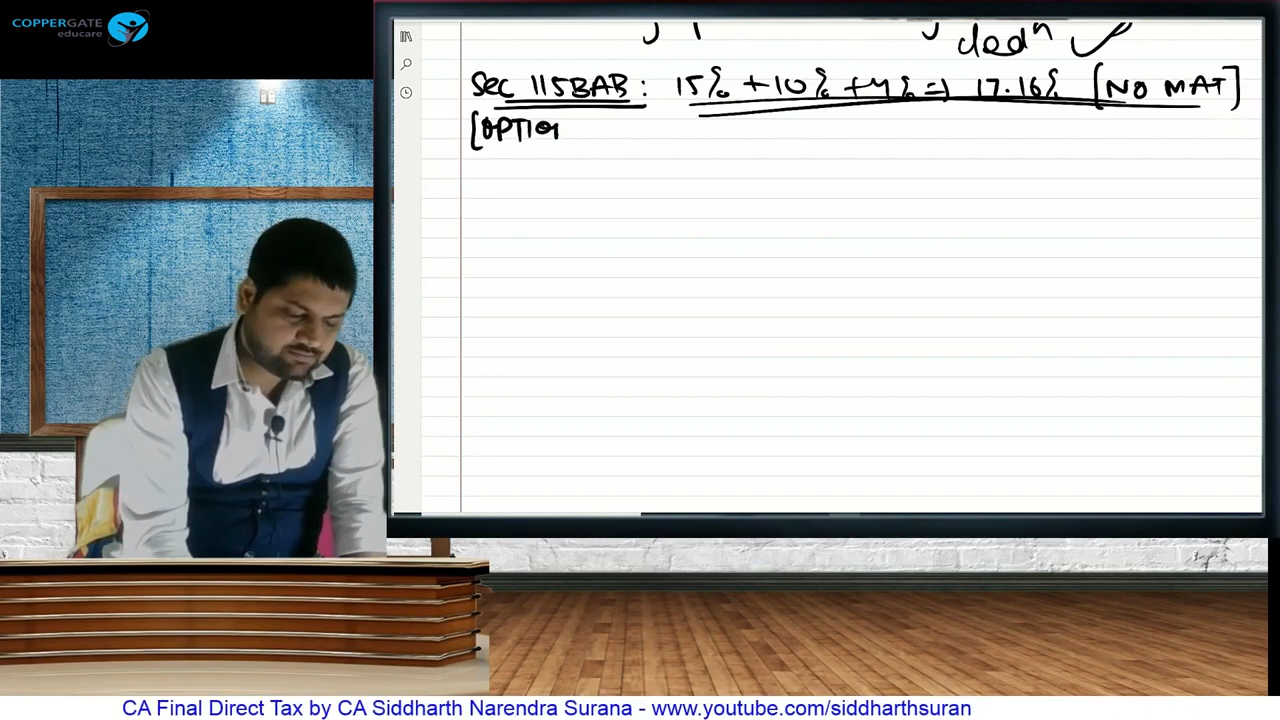 COPPERGATE
educare
dedn
Sec 115BAB : 15% + 10% + 4% => 17.16% [NO MAT]
[OPTION
CA Final Direct Tax by CA Siddharth Narendra Surana - www.youtube.com/siddharthsuran